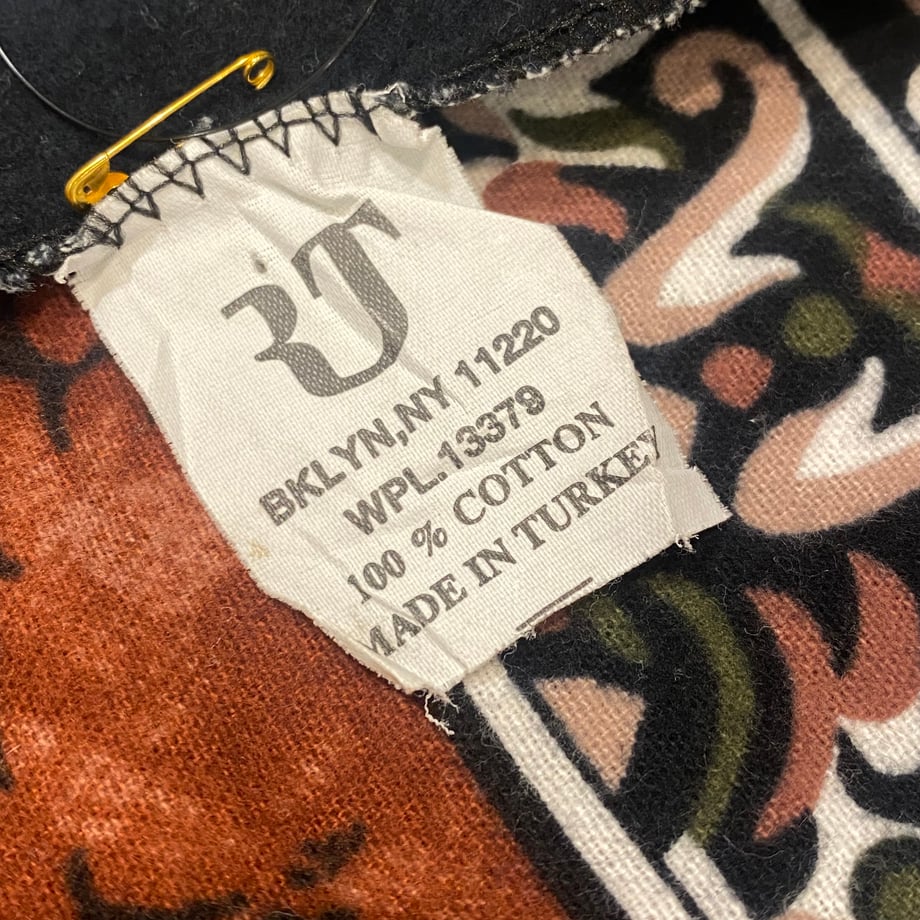 RT
BKLYN,NY 11220
WPL.13379
100 % COTTON
MADE IN TURKEY